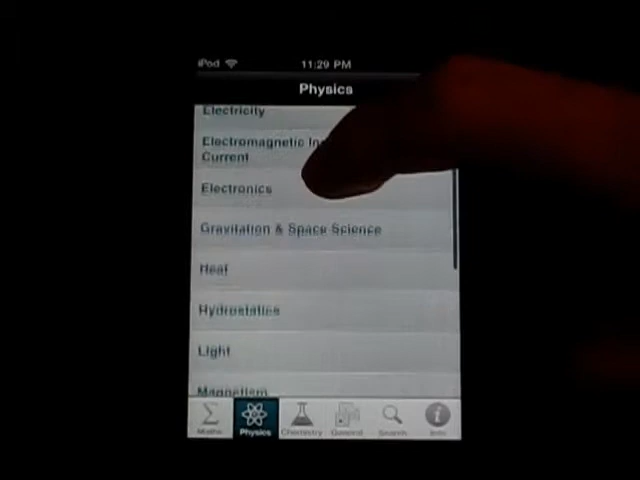 iPod 11:29 PM
Physics
Electricity
Electromagnetic
Current
Electronics
Gravitation & Space Science
Heat
Hydrostatics
Light
Magnetism
Maths Physics Chemistry General Search Info